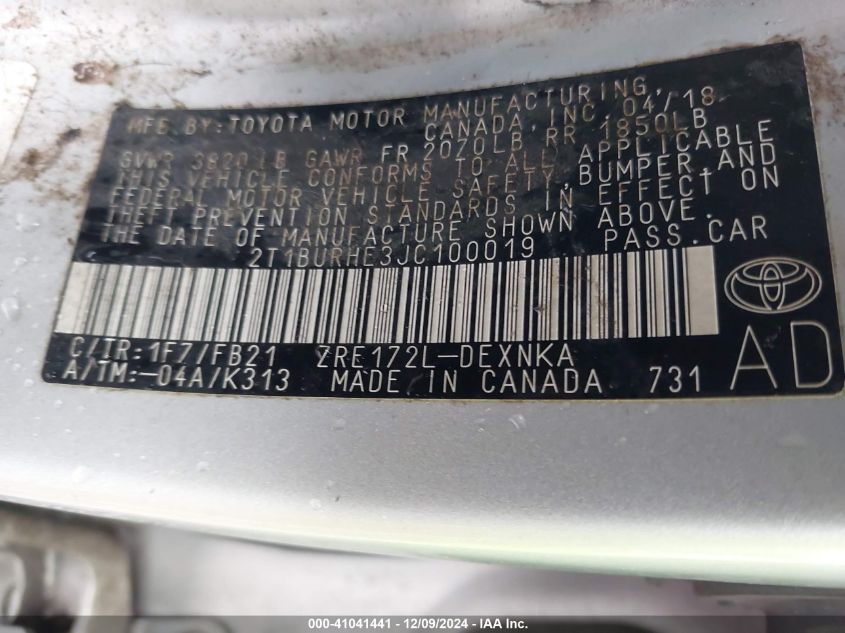 MFG BY:TOYOTA MOTOR MANUFACTURING,
CANADA, INC. 04/18
GVWR 3820 LB GAWR FR 2070LB RR 1850LB
THIS VEHICLE CONFORMS TO ALL APPLICABLE
FEDERAL MOTOR VEHICLE SAFETY, BUMPER AND
THEFT PREVENTION STANDARDS IN EFFECT ON
THE DATE OF MANUFACTURE SHOWN ABOVE.
2T1BURHE3JC100019 PASS.CAR
C/TR:1F7/FB21 ZRE172L-DEXNKA
A/TM:-04A/K313 MADE IN CANADA 731
AD
000-41041441 / 12/09/2024 - IAA Inc.